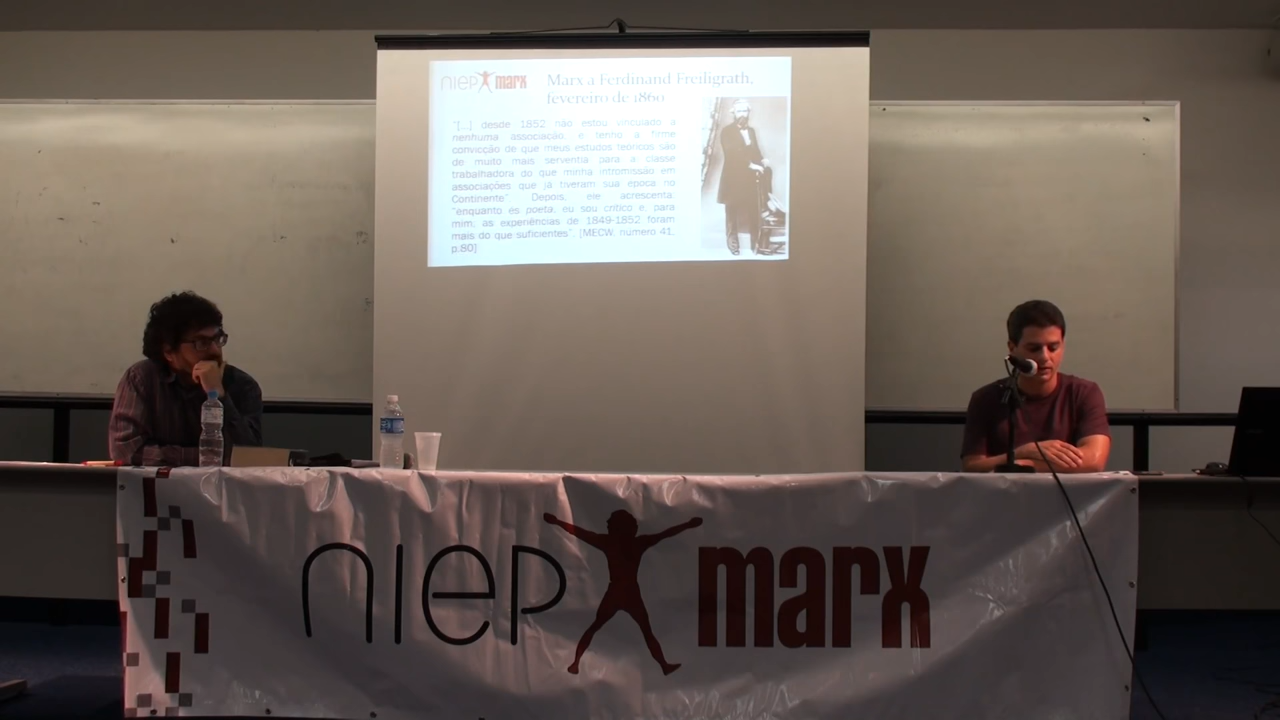 NIEP MARX
Marx a Ferdinand Freiligrath,
fevereiro de 1860
"[...] desde 1852 não estou vinculado a
nenhuma associação, e tenho a firme
convicção de que meus estudos teóricos são
de muito mais serventia para a classe
trabalhadora do que minha intromissão em
associações que já tiveram sua época no
Continente". Depois, ele acrescenta:
"enquanto és poeta, eu sou crítico e, para
mim, as experiências de 1849-1852 foram
mais do que suficientes". [MECW, número 41,
p.80]
NIEP marx